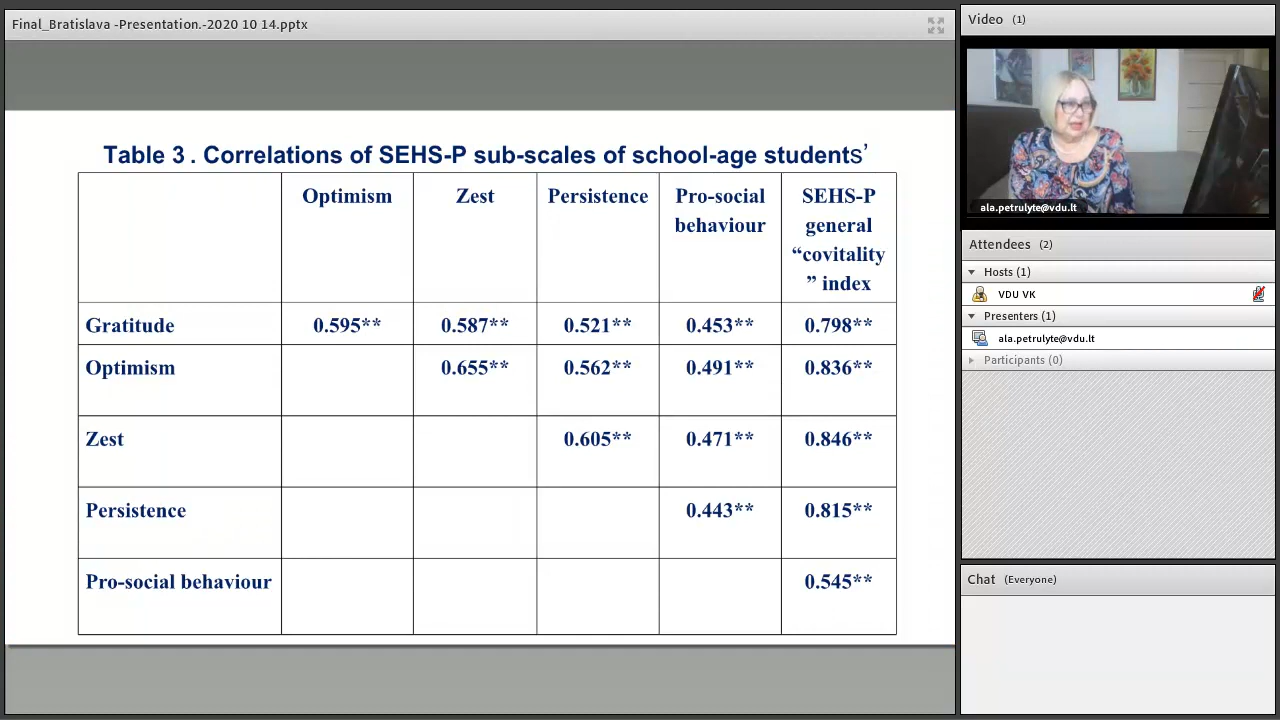 Final_Bratislava -Presentation.-2020 10 14.pptx
Table 3 . Correlations of SEHS-P sub-scales of school-age students’
Optimism Zest Persistence Pro-social behaviour SEHS-P general “covitality ” index
Gratitude 0.595** 0.587** 0.521** 0.453** 0.798**
Optimism 0.655** 0.562** 0.491** 0.836**
Zest 0.605** 0.471** 0.846**
Persistence 0.443** 0.815**
Pro-social behaviour 0.545**
Video (1)
ala.petrulyte@vdu.lt
Attendees (2)
Hosts (1)
VDU VK
Presenters (1)
ala.petrulyte@vdu.lt
Participants (0)
Chat (Everyone)